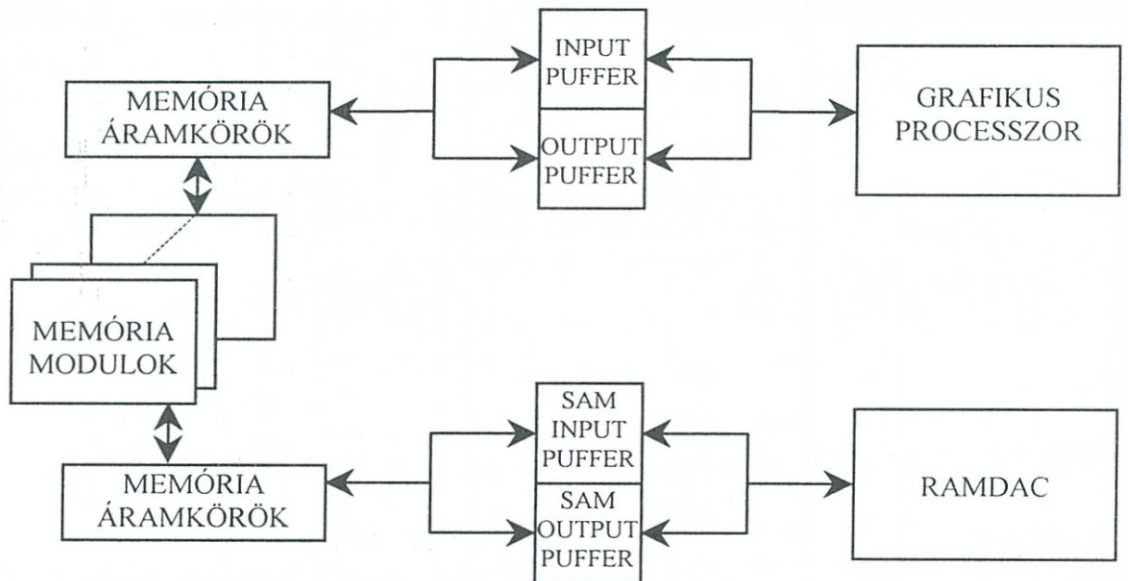 INPUT
PUFFER
MEMÓRIA
ÁRAMKÖRÖK
OUTPUT
PUFFER
GRAFIKUS
PROCESSZOR
MEMÓRIA
MODULOK
SAM
INPUT
PUFFER
MEMÓRIA
ÁRAMKÖRÖK
SAM
OUTPUT
PUFFER
RAMDAC